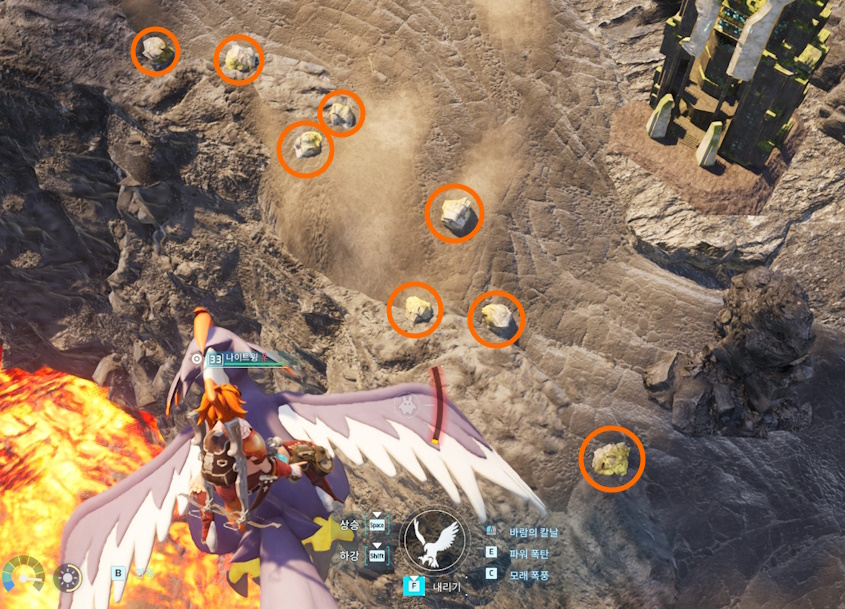 33 나이트윙
상승 Space
하강 Shift
바람의 칼날
E 파워 폭탄
C 모래 폭풍
F 내리기
B